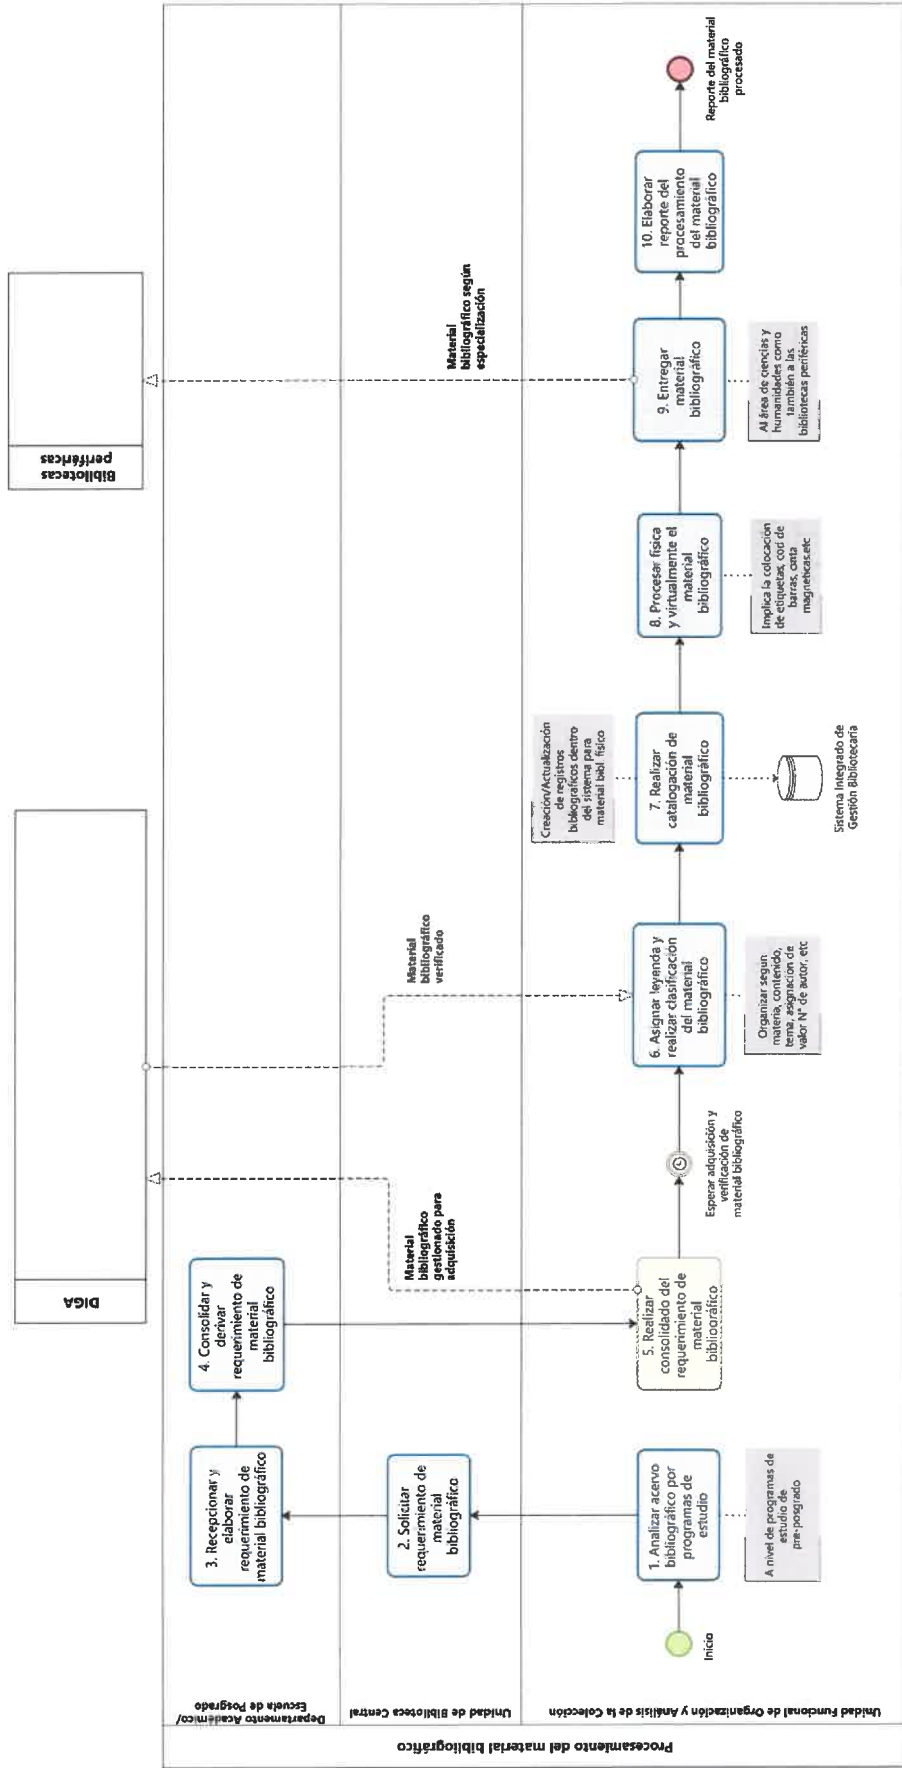 Bibliotecas
periféricas
DIGA
Procesamiento del material bibliográfico
Departamento Académico/
Escuela de Posgrado
Unidad de Biblioteca Central
Unidad Funcional de Organización y Análisis de la Colección
Inicio
1. Analizar acervo
bibliográfico por
programas de
estudio
A nivel de programas de
estudio de
pre-posgrado
2. Solicitar
requerimiento de
material
bibliográfico
3. Recepcionar y
elaborar
requerimiento de
material bibliográfico
4. Consolidar y
derivar
requerimiento de
material
bibliográfico
5. Realizar
consolidado del
requerimiento de
material
bibliográfico
Material
bibliográfico
gestionado para
adquisición
Esperar adquisición y
verificación de
material bibliográfico
Material
bibliográfico
verificado
6. Asignar leyenda y
realizar clasificación
del material
bibliográfico
Organizar segun
materia, contenido,
tema, asignacion de
valor N° de autor, etc
Creación/Actualización
de registros
bibliograficos dentro
del sistema para
material bibl. fisico
7. Realizar
catalogación de
material
bibliográfico
Sistema Integrado de
Gestión Bibliotecaria
8. Procesar física
y virtualmente el
material
bibliográfico
Implica la colocación
de etiquetas, cod de
barras, cinta
magneticas,etc
Material
bibliográfico según
especialización
9. Entregar
material
bibliográfico
Al área de ciencias y
humanidades como
también a las
bibliotecas periféricas
10. Elaborar
reporte del
procesamiento
del material
bibliográfico
Reporte del material
bibliográfico
procesado